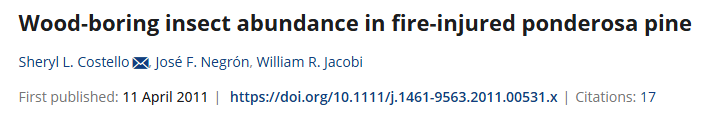 Wood-boring insect abundance in fire-injured ponderosa pine
Sheryl L. Costello, José F. Negrón, William R. Jacobi
First published: 11 April 2011 | https://doi.org/10.1111/j.1461-9563.2011.00531.x | Citations: 17